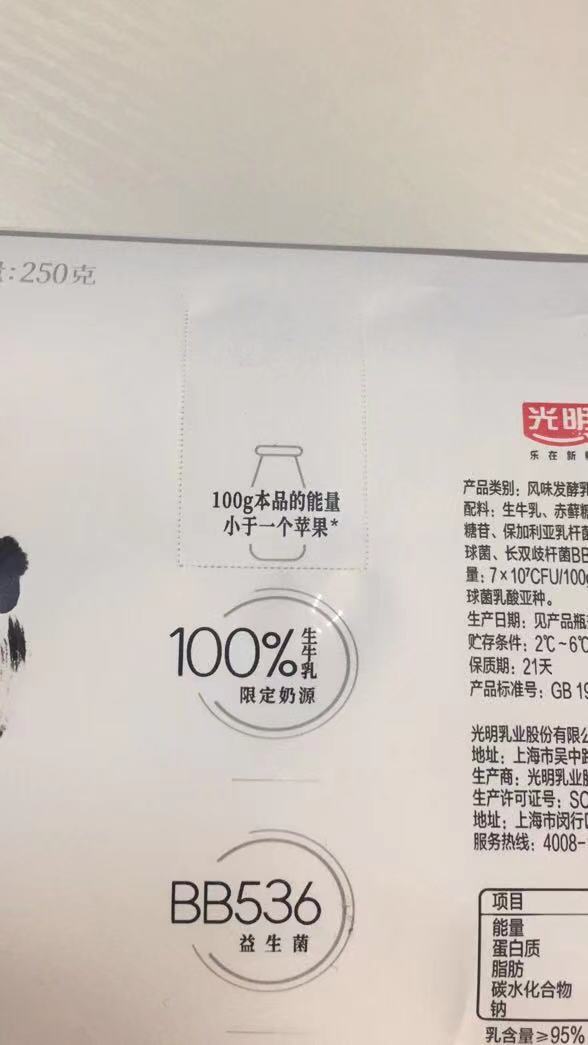 :250克
100g本品的能量
小于一个苹果*
100%生牛乳
限定奶源
BB536
益生菌
光明
乐在新
产品类别：风味发酵乳
配料：生牛乳、赤藓糖
糖苷、保加利亚乳杆菌
球菌、长双歧杆菌BB
量：7×10⁷CFU/100g
球菌乳酸亚种。
生产日期：见产品瓶
贮存条件：2℃~6℃
保质期：21天
产品标准号：GB 19
光明乳业股份有限公
地址：上海市吴中路
生产商：光明乳业股
生产许可证号：SC
地址：上海市闵行区
服务热线：4008-
项目
能量
蛋白质
脂肪
碳水化合物
钠
乳含量≥95%